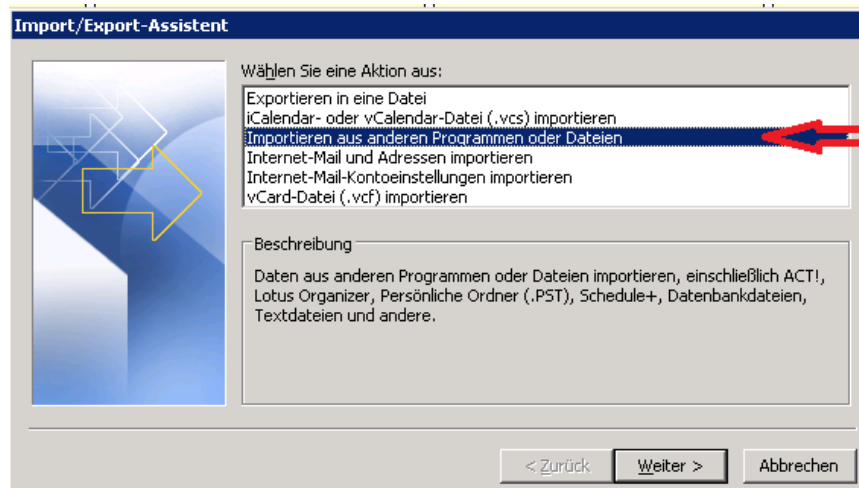 Import/Export-Assistent
Wählen Sie eine Aktion aus:
Exportieren in eine Datei
iCalendar- oder vCalendar-Datei (.vcs) importieren
Importieren aus anderen Programmen oder Dateien
Internet-Mail und Adressen importieren
Internet-Mail-Kontoeinstellungen importieren
vCard-Datei (.vcf) importieren
Beschreibung
Daten aus anderen Programmen oder Dateien importieren, einschließlich ACT!,
Lotus Organizer, Persönliche Ordner (.PST), Schedule+, Datenbankdateien,
Textdateien und andere.
< Zurück Weiter > Abbrechen